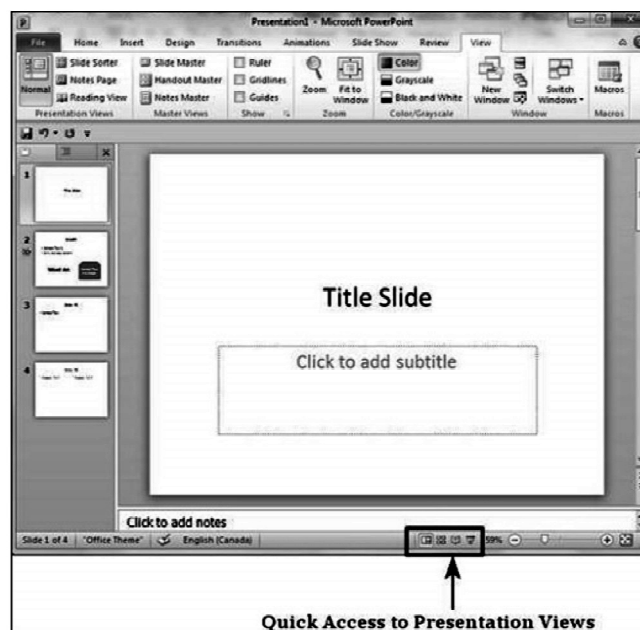 Presentation1 - Microsoft PowerPoint
File Home Insert Design Transitions Animations Slide Show Review View
Normal
Slide Sorter
Notes Page
Reading View
Presentation Views
Slide Master
Handout Master
Notes Master
Master Views
Ruler
Gridlines
Guides
Show
Zoom
Fit to
Window
Zoom
Color
Grayscale
Black and White
Color/Grayscale
New
Window
Switch
Windows
Window
Macros
Macros
1
2
3
4
Title Slide
Click to add subtitle
Click to add notes
Slide 1 of 4 "Office Theme" English (Canada) 59%
Quick Access to Presentation Views